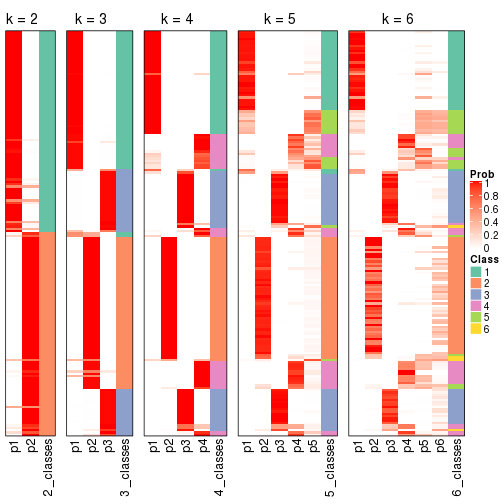 k = 2
k = 3
k = 4
k = 5
k = 6
Prob
1
0.8
0.6
0.4
0.2
0
Class
1
2
3
4
5
6
p1
p2
2_classes
p1
p2
p3
3_classes
p1
p2
p3
p4
4_classes
p1
p2
p3
p4
p5
5_classes
p1
p2
p3
p4
p5
p6
6_classes